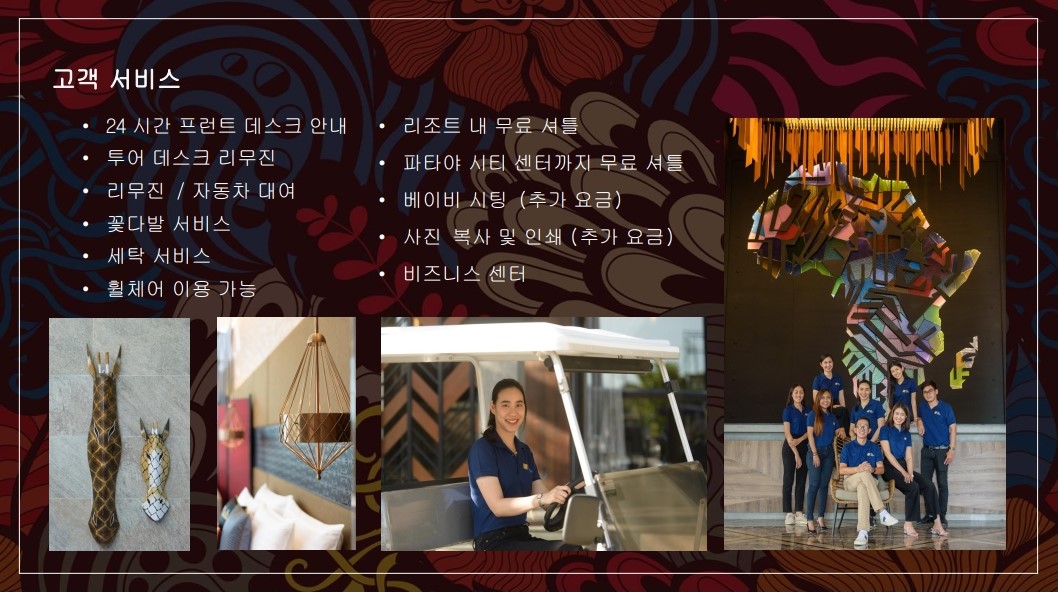 고객 서비스
• 24 시간 프런트 데스크 안내
• 투어 데스크 리무진
• 리무진 / 자동차 대여
• 꽃다발 서비스
• 세탁 서비스
• 휠체어 이용 가능
• 리조트 내 무료 셔틀
• 파타야 시티 센터까지 무료 셔틀
• 베이비 시팅 (추가 요금)
• 사진 복사 및 인쇄 (추가 요금)
• 비즈니스 센터